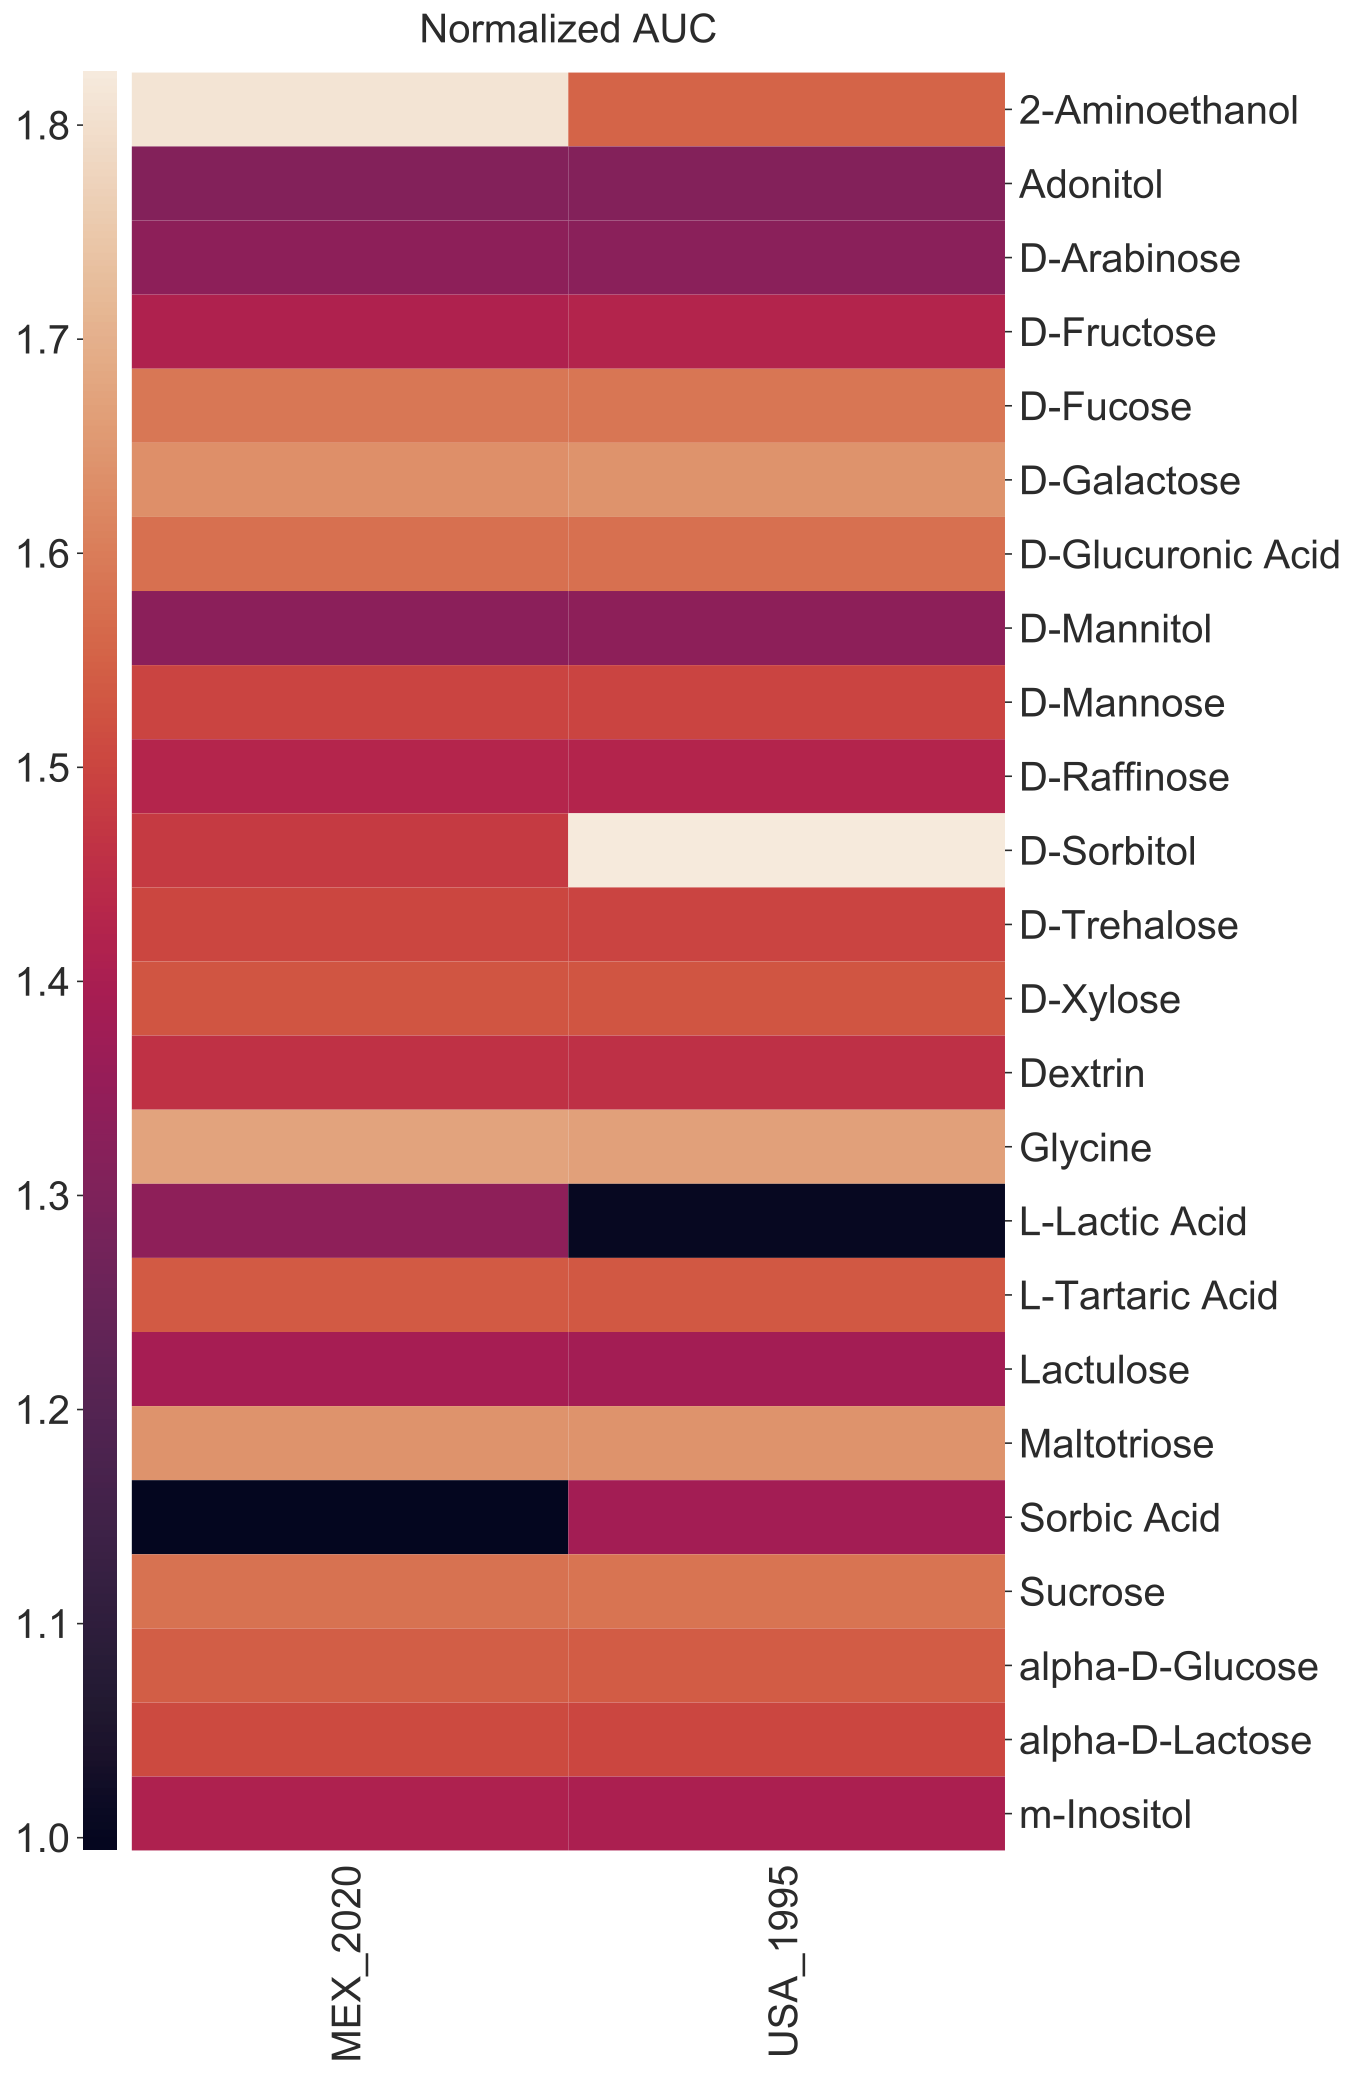 Normalized AUC
1.8
1.7
1.6
1.5
1.4
1.3
1.2
1.1
1.0
2-Aminoethanol
Adonitol
D-Arabinose
D-Fructose
D-Fucose
D-Galactose
D-Glucuronic Acid
D-Mannitol
D-Mannose
D-Raffinose
D-Sorbitol
D-Trehalose
D-Xylose
Dextrin
Glycine
L-Lactic Acid
L-Tartaric Acid
Lactulose
Maltotriose
Sorbic Acid
Sucrose
alpha-D-Glucose
alpha-D-Lactose
m-Inositol
MEX_2020
USA_1995